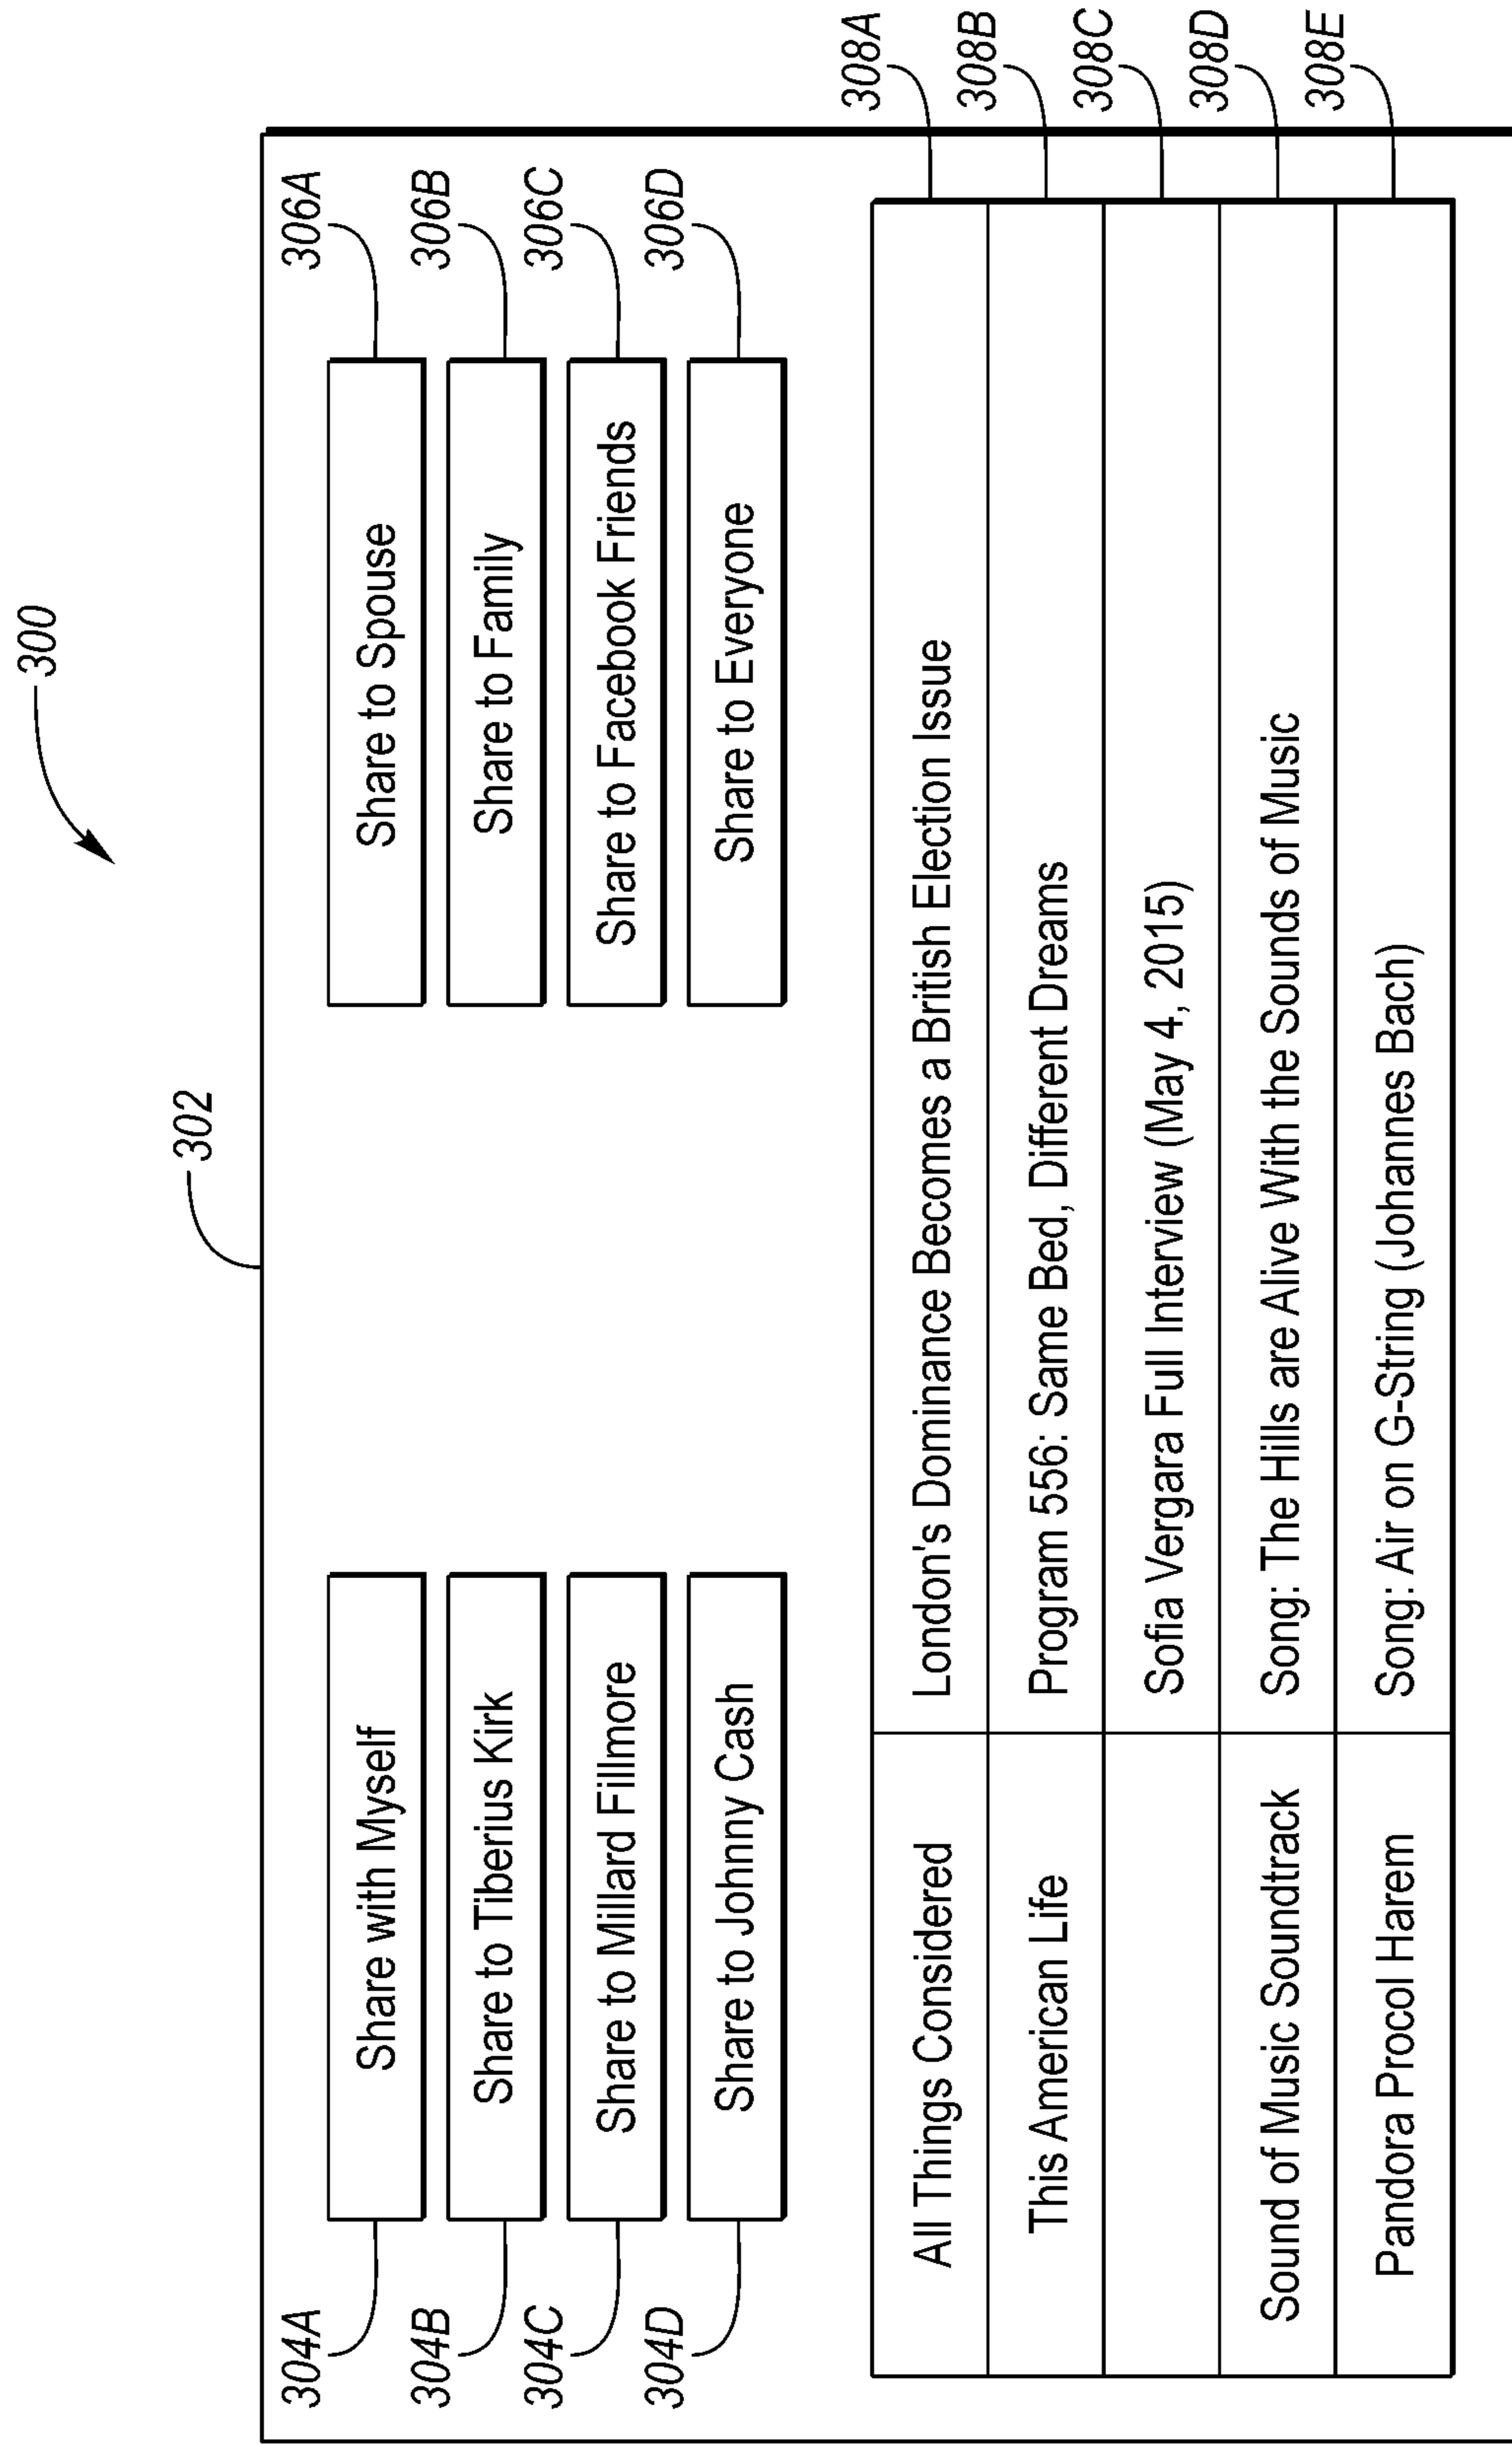 300
302
304A Share with Myself Share to Spouse 306A
304B Share to Tiberius Kirk Share to Family 306B
304C Share to Millard Fillmore Share to Facebook Friends 306C
304D Share to Johnny Cash Share to Everyone 306D
All Things Considered London's Dominance Becomes a British Election Issue 308A
This American Life Program 556: Same Bed, Different Dreams 308B
Sofia Vergara Full Interview (May 4, 2015) 308C
Sound of Music Soundtrack Song: The Hills are Alive With the Sounds of Music 308D
Pandora Procol Harem Song: Air on G-String (Johannes Bach) 308E